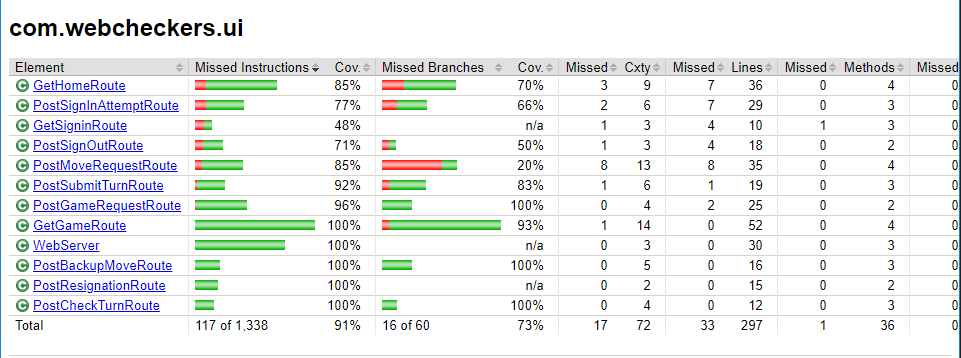 com.webcheckers.ui
Element Missed Instructions Cov. Missed Branches Cov. Missed Cxty Missed Lines Missed Methods Missed
C GetHomeRoute 85% 70% 3 9 7 36 0 4 0
C PostSignInAttemptRoute 77% 66% 2 6 7 29 0 3 0
C GetSigninRoute 48% n/a 1 3 4 10 1 3 0
C PostSignOutRoute 71% 50% 1 3 4 18 0 2 0
C PostMoveRequestRoute 85% 20% 8 13 8 35 0 4 0
C PostSubmitTurnRoute 92% 83% 1 6 1 19 0 3 0
C PostGameRequestRoute 96% 100% 0 4 2 25 0 2 0
C GetGameRoute 100% 93% 1 14 0 52 0 4 0
C WebServer 100% n/a 0 3 0 30 0 3 0
C PostBackupMoveRoute 100% 100% 0 5 0 16 0 3 0
C PostResignationRoute 100% n/a 0 2 0 15 0 2 0
C PostCheckTurnRoute 100% 100% 0 4 0 12 0 3 0
Total 117 of 1,338 91% 16 of 60 73% 17 72 33 297 1 36 0